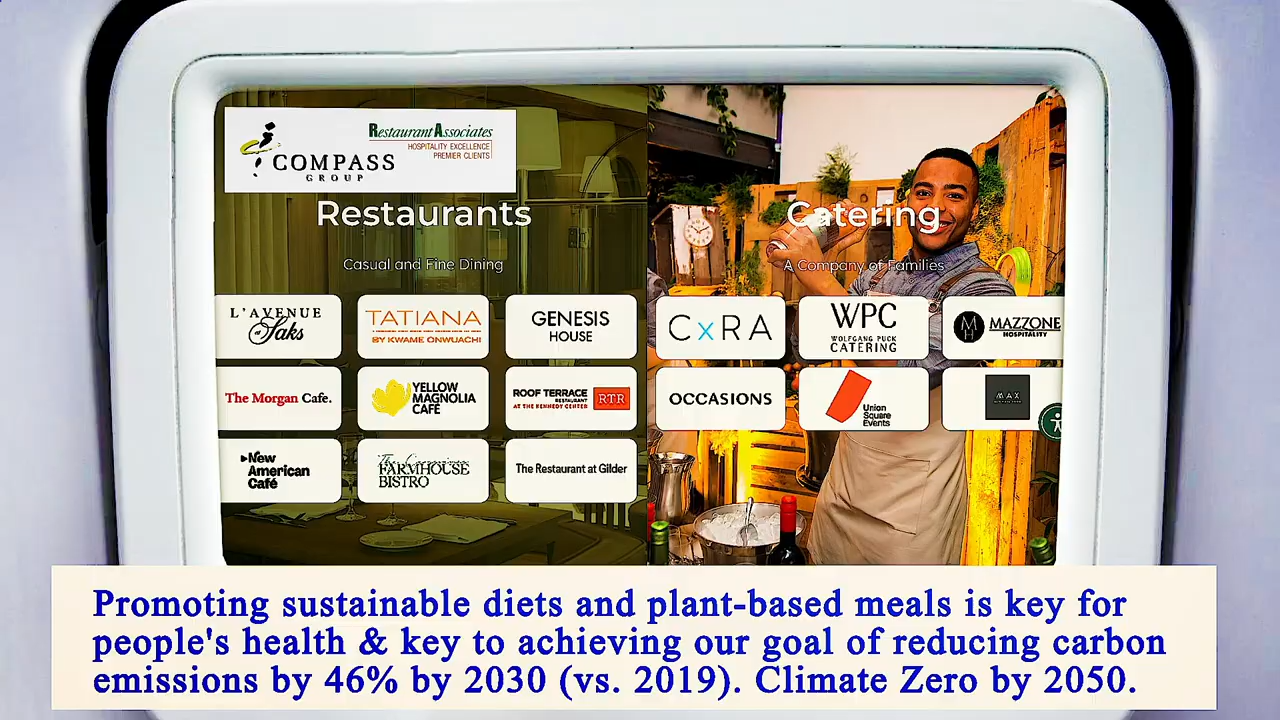 COMPASS
GROUP
Restaurant Associates
HOSPITALITY EXCELLENCE
PREMIER CLIENTS
Restaurants
Casual and Fine Dining
L'AVENUE
at Saks
TATIANA
BY KWAME ONWUACHI
GENESIS
HOUSE
The Morgan Cafe.
YELLOW
MAGNOLIA
CAFÉ
ROOF TERRACE
RESTAURANT
AT THE KENNEDY CENTER
RTR
New
American
Café
FARMHOUSE
BISTRO
The Restaurant at Gilder
Catering
A Company of Families
CxRA
WPC
WOLFGANG PUCK
CATERING
MH
MAZZONE
HOSPITALITY
OCCASIONS
Union
Square
Events
MAX
Promoting sustainable diets and plant-based meals is key for
people's health & key to achieving our goal of reducing carbon
emissions by 46% by 2030 (vs. 2019). Climate Zero by 2050.